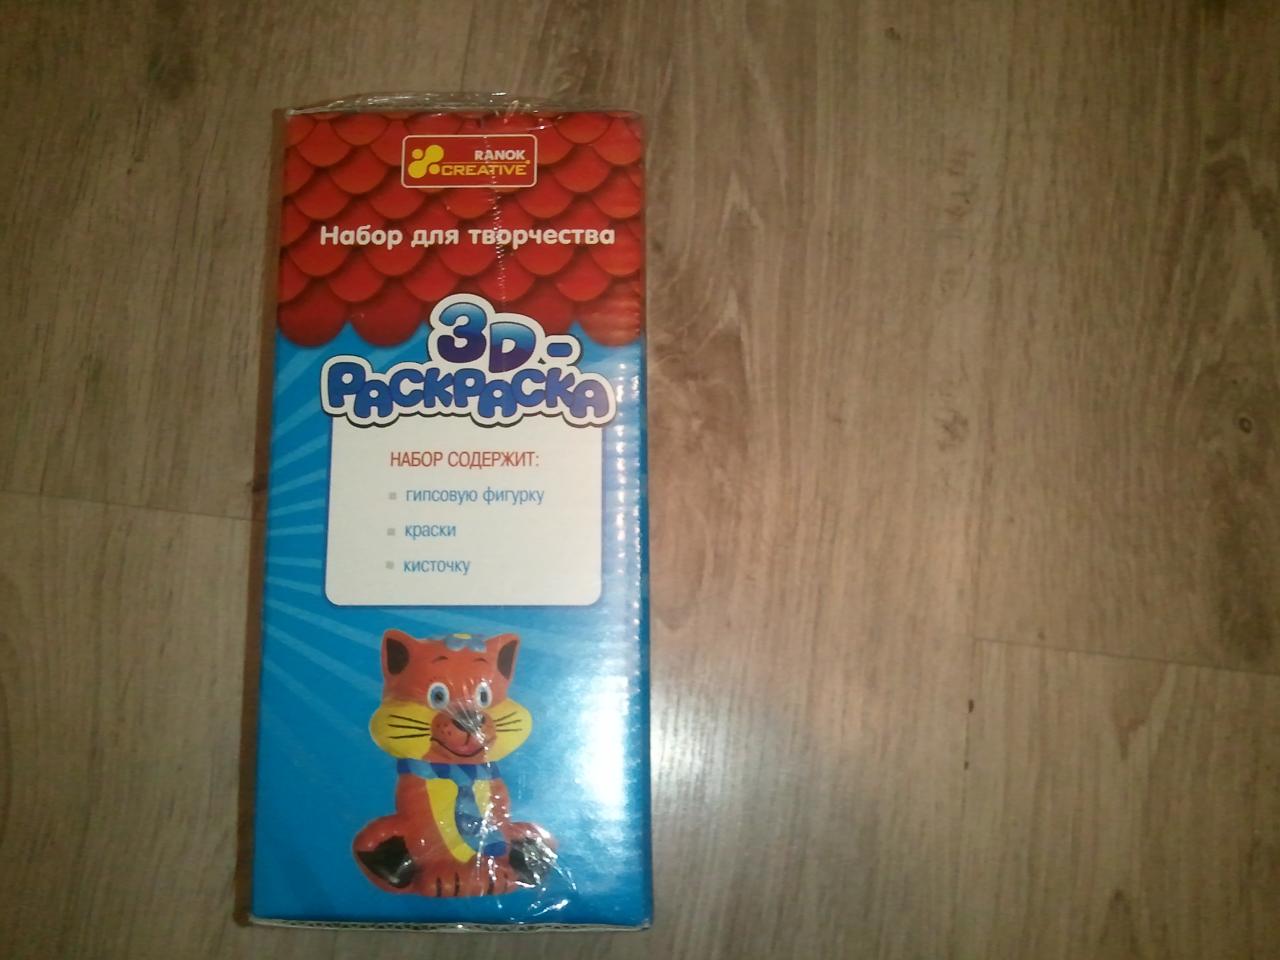 RANOK
CREATIVE
Набор для творчества
3D-
РАСКРАСКА
НАБОР СОДЕРЖИТ:
гипсовую фигурку
краски
кисточку